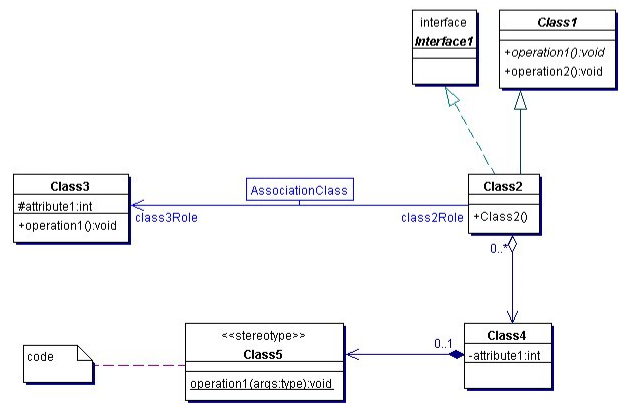 interface
Interface1
Class1
+operation1():void
+operation2():void
Class3
#attribute1:int
+operation1():void
AssociationClass
class3Role
class2Role
Class2
+Class2()
0..*
<<stereotype>>
Class5
operation1(args:type):void
0..1
Class4
-attribute1:int
code